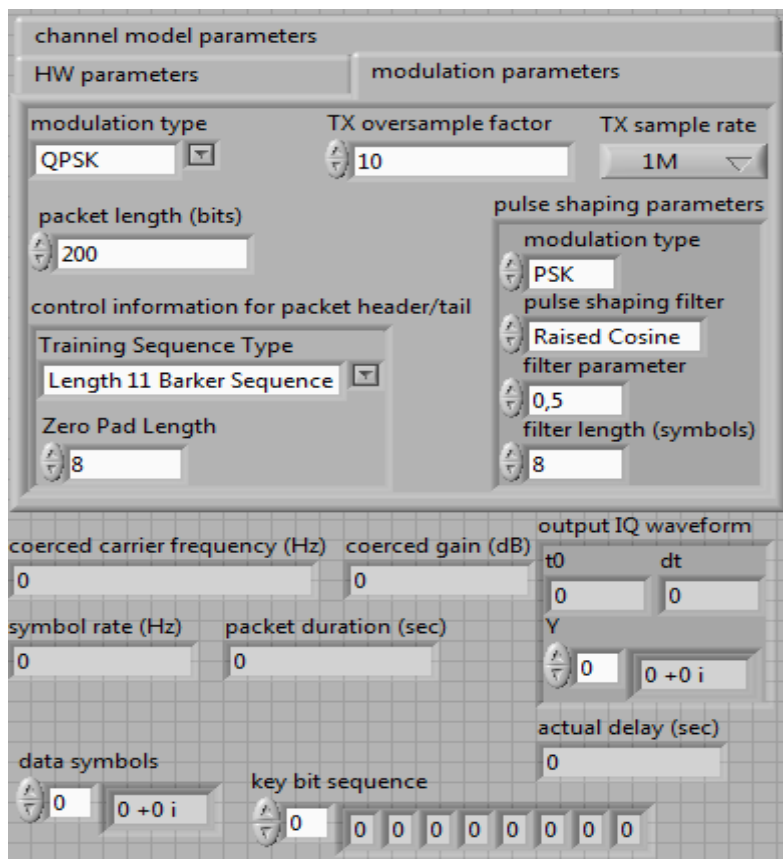 channel model parameters
HW parameters
modulation parameters
modulation type
QPSK
TX oversample factor
10
TX sample rate
1M
packet length (bits)
200
control information for packet header/tail
Training Sequence Type
Length 11 Barker Sequence
Zero Pad Length
8
pulse shaping parameters
modulation type
PSK
pulse shaping filter
Raised Cosine
filter parameter
0,5
filter length (symbols)
8
coerced carrier frequency (Hz)
0
coerced gain (dB)
0
output IQ waveform
t0 dt
0 0
Y
0 0 +0 i
symbol rate (Hz)
0
packet duration (sec)
0
actual delay (sec)
0
data symbols
0 0 +0 i
key bit sequence
0 0 0 0 0 0 0 0 0